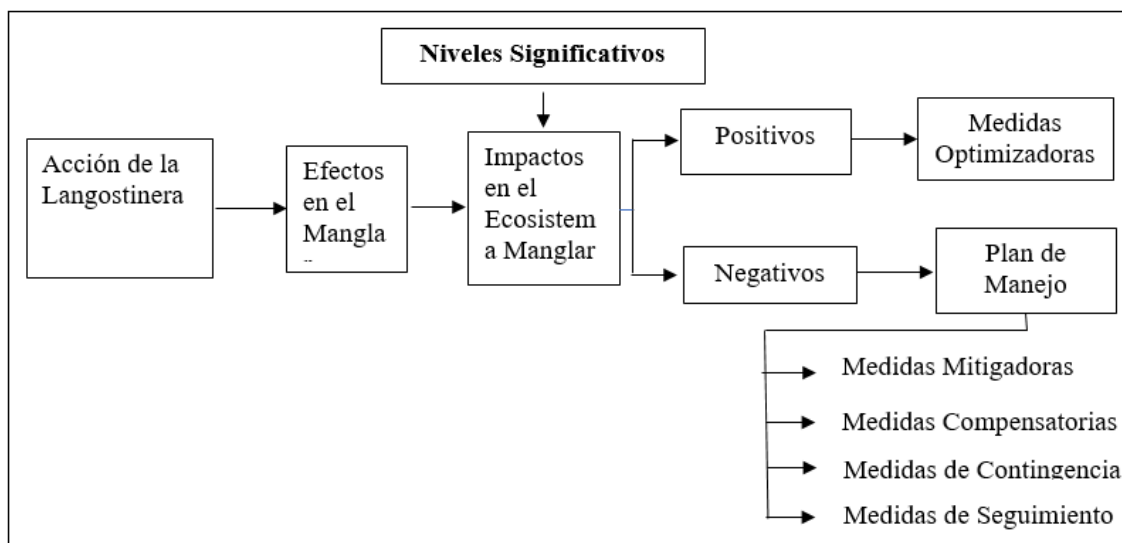 Niveles Significativos
Acción de la
Langostinera
Efectos
en el
Mangla
Impactos
en el
Ecosistem
a Manglar
Positivos
Medidas
Optimizadoras
Negativos
Plan de
Manejo
Medidas Mitigadoras
Medidas Compensatorias
Medidas de Contingencia
Medidas de Seguimiento